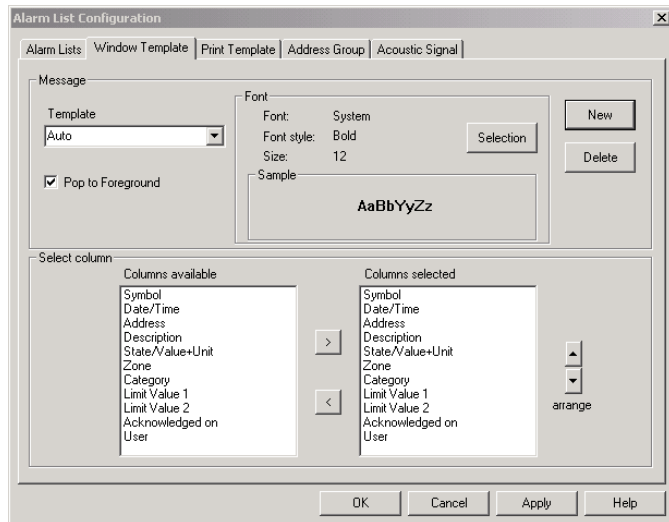 Alarm List Configuration
Alarm Lists Window Template Print Template Address Group Acoustic Signal
Message
Template
Auto
Pop to Foreground
Font
Font: System
Font style: Bold
Size: 12
Selection
Sample
AaBbYyZz
New
Delete
Select column
Columns available
Symbol
Date/Time
Address
Description
State/Value+Unit
Zone
Category
Limit Value 1
Limit Value 2
Acknowledged on
User
>
<
Columns selected
Symbol
Date/Time
Address
Description
State/Value+Unit
Zone
Category
Limit Value 1
Limit Value 2
Acknowledged on
User
arrange
OK Cancel Apply Help